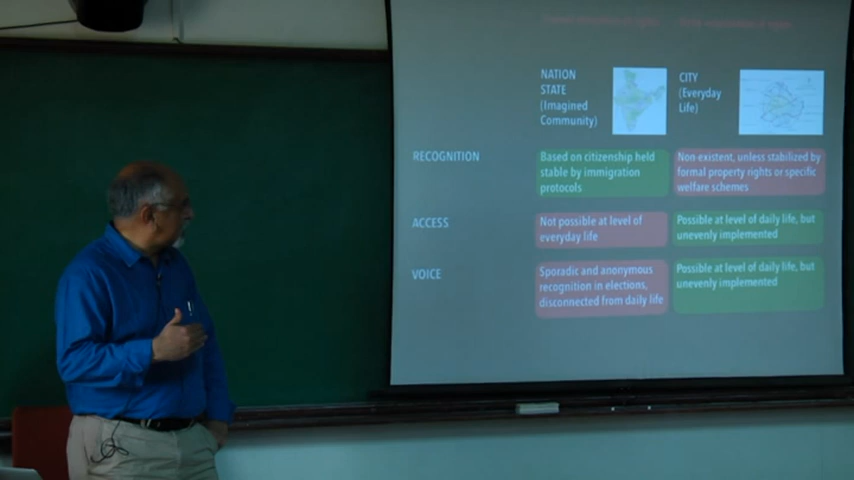 NATION
STATE
(Imagined
Community)
CITY
(Everyday
Life)
RECOGNITION
Based on citizenship held
stable by immigration
protocols
Non-existent, unless stabilized by
formal property rights or specific
welfare schemes
ACCESS
Not possible at level of
everyday life
Possible at level of daily life, but
unevenly implemented
VOICE
Sporadic and anonymous
recognition in elections,
disconnected from daily life
Possible at level of daily life, but
unevenly implemented